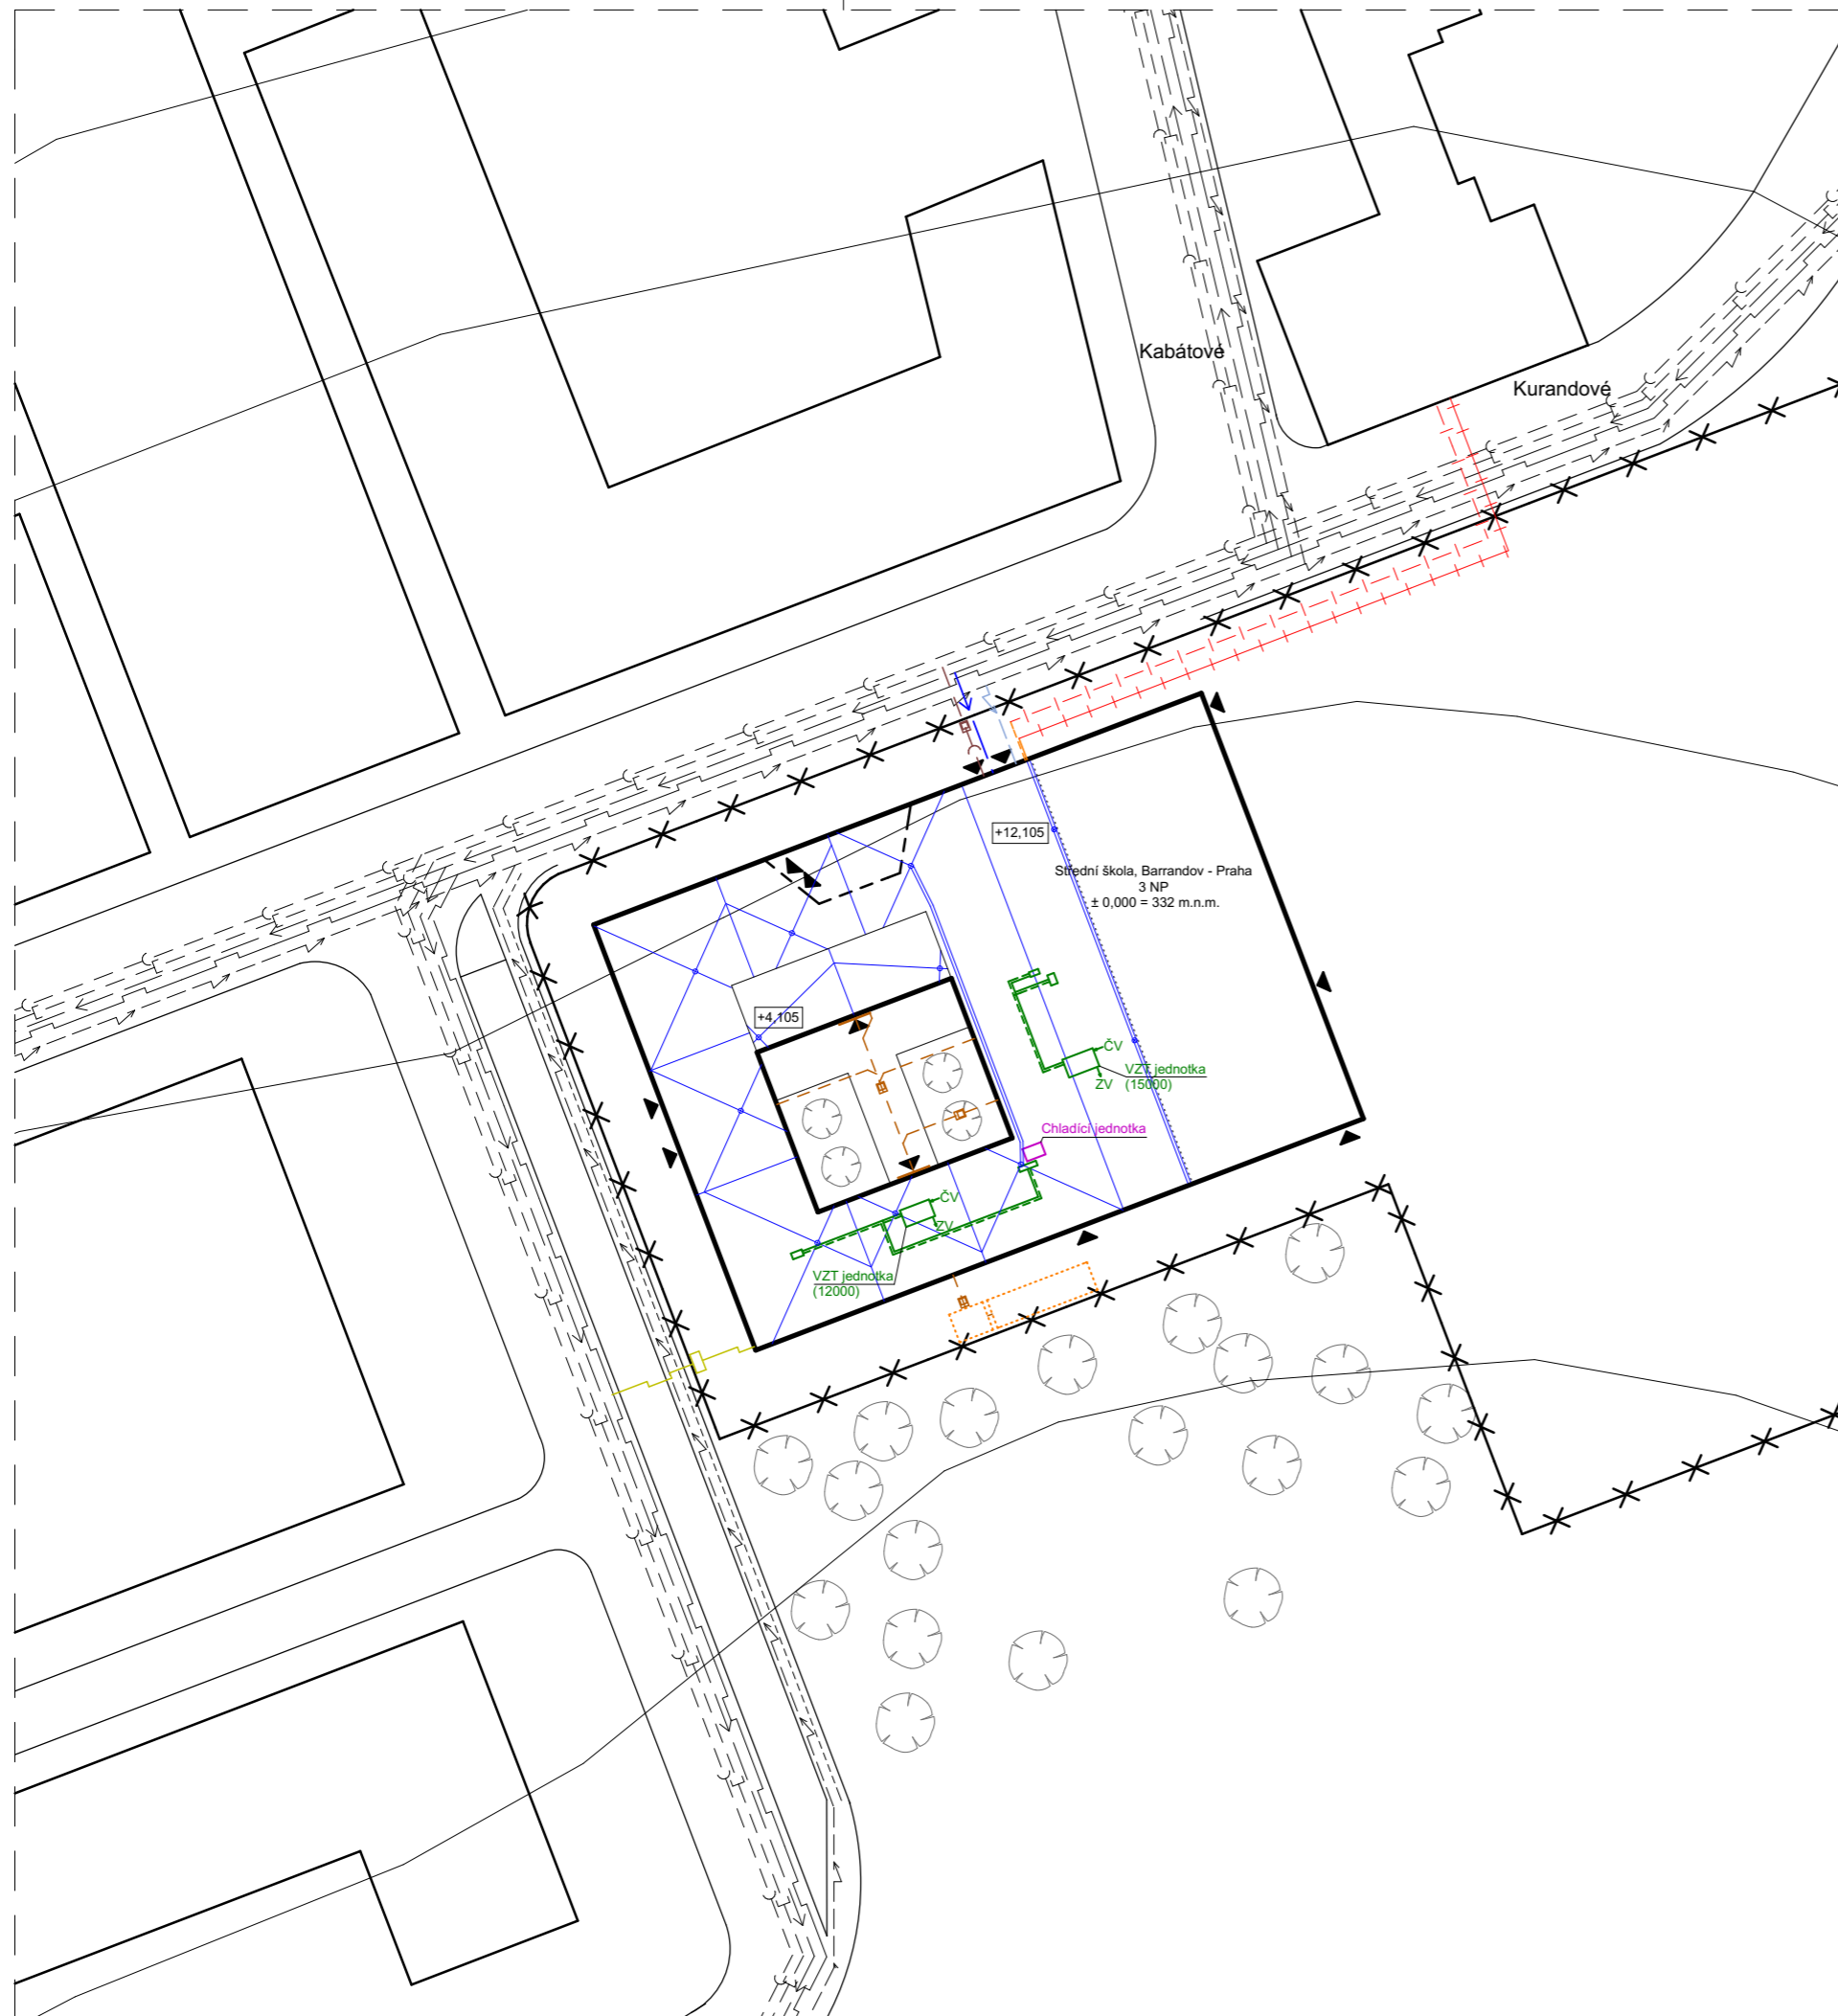 Kabátové
Kurandové
+12,105
Střední škola, Barrandov - Praha
3 NP
± 0,000 = 332 m.n.m.
+4,105
ČV
VZT jednotka
(15000)
ZV
Chladící jednotka
ČV
ZV
VZT jednotka
(12000)